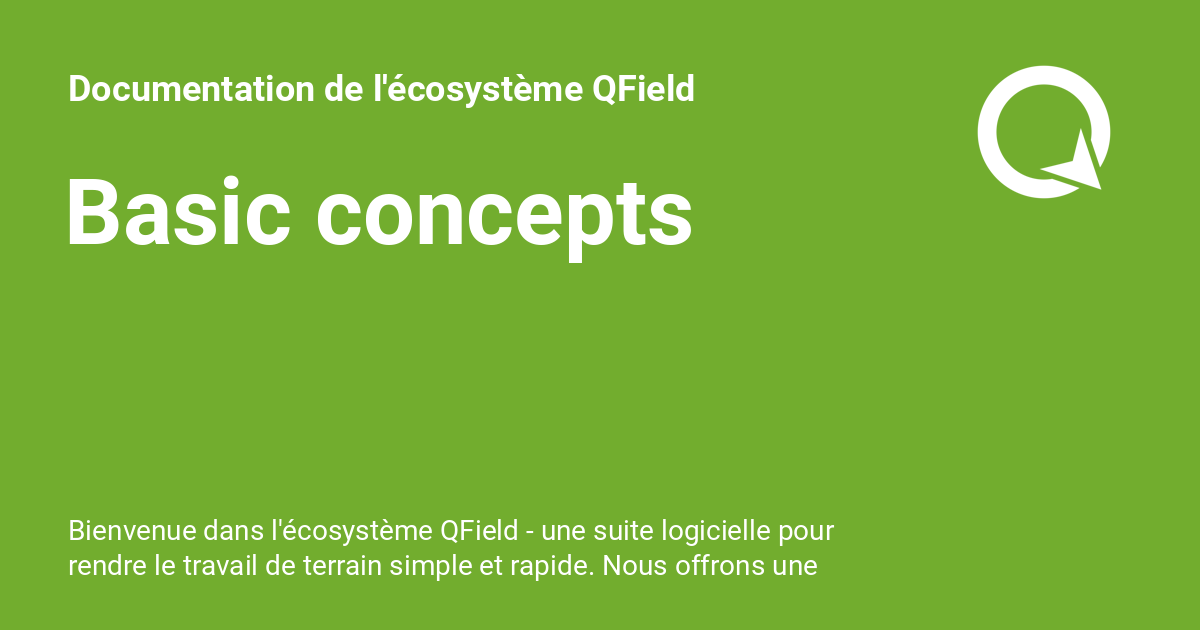 Documentation de l'écosystème QField
Basic concepts
Bienvenue dans l'écosystème QField - une suite logicielle pour
rendre le travail de terrain simple et rapide. Nous offrons une